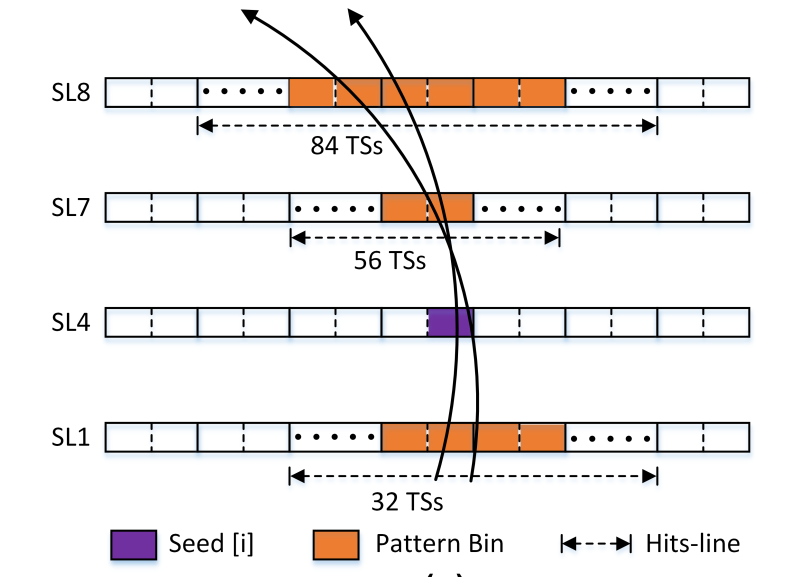 SL8
84 TSs
SL7
56 TSs
SL4
SL1
32 TSs
Seed [i] Pattern Bin Hits-line